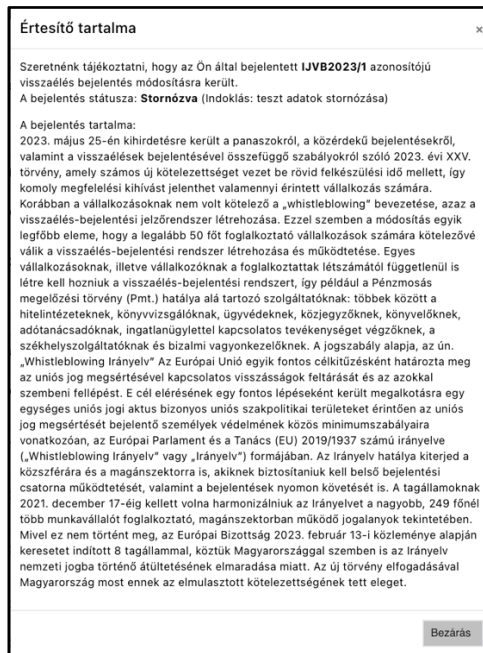 Értesítő tartalma
×
Szeretnénk tájékoztatni, hogy az Ön által bejelentett IJVB2023/1 azonosítójú
visszaélés bejelentés módosításra került.
A bejelentés státusza: Stornózva (Indoklás: teszt adatok stornózása)
A bejelentés tartalma:
2023. május 25-én kihirdetésre került a panaszokról, a közérdekű bejelentésekről,
valamint a visszaélések bejelentésével összefüggő szabályokról szóló 2023. évi XXV.
törvény, amely számos új kötelezettséget vezet be rövid felkészülési idő mellett, így
komoly megfelelési kihívást jelenthet valamennyi érintett vállalkozás számára.
Korábban a vállalkozásoknak nem volt kötelező a „whistleblowing” bevezetése, azaz a
visszaélés-bejelentési jelzőrendszer létrehozása. Ezzel szemben a módosítás egyik
legfőbb eleme, hogy a legalább 50 főt foglalkoztató vállalkozások számára kötelezővé
válik a visszaélés-bejelentési rendszer létrehozása és működtetése. Egyes
vállalkozásoknak, illetve vállalkozóknak a foglalkoztattak létszámától függetlenül is
létre kell hozniuk a visszaélés-bejelentési rendszert, így például a Pénzmosás
megelőzési törvény (Pmt.) hatálya alá tartozó szolgáltatóknak: többek között a
hitelintézeteknek, könyvvizsgálóknak, ügyvédeknek, közjegyzőknek, könyvelőknek,
adótanácsadóknak, ingatlanügylettel kapcsolatos tevékenységet végzőknek, a
székhelyszolgáltatóknak és bizalmi vagyonkezelőknek. A jogszabály alapja, az ún.
„Whistleblowing Irányelv” Az Európai Unió egyik fontos célkitűzésként határozta meg
az uniós jog megsértésével kapcsolatos visszásságok feltárását és az azokkal
szembeni fellépést. E cél elérésének egy fontos lépéseként került megalkotásra egy
egységes uniós jogi aktus bizonyos uniós szakpolitikai területeket érintően az uniós
jog megsértését bejelentő személyek védelmének közös minimumszabályaira
vonatkozóan, az Európai Parlament és a Tanács (EU) 2019/1937 számú irányelve
(„Whistleblowing Irányelv” vagy „Irányelv”) formájában. Az Irányelv hatálya kiterjed a
közszférára és a magánszektorra is, akiknek biztosítaniuk kell belső bejelentési
csatorna működtetését, valamint a bejelentések nyomon követését is. A tagállamoknak
2021. december 17-éig kellett volna harmonizálniuk az Irányelvet a nagyobb, 249 főnél
több munkavállalót foglalkoztató, magánszektorban működő jogalanyok tekintetében.
Mivel ez nem történt meg, az Európai Bizottság 2023. február 13-i közleménye alapján
keresetet indított 8 tagállammal, köztük Magyarországgal szemben is az Irányelv
nemzeti jogba történő átültetésének elmaradása miatt. Az új törvény elfogadásával
Magyarország most ennek az elmulasztott kötelezettségének tett eleget.
Bezárás